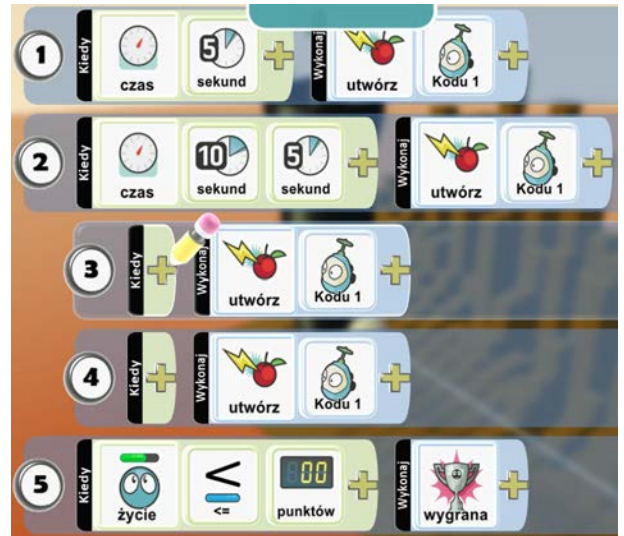 1 Kiedy czas 5 sekund Wykonaj utwórz Kodu 1
2 Kiedy czas 10 sekund 5 sekund Wykonaj utwórz Kodu 1
3 Kiedy Wykonaj utwórz Kodu 1
4 Kiedy Wykonaj utwórz Kodu 1
5 Kiedy życie <= 00 punktów Wykonaj wygrana